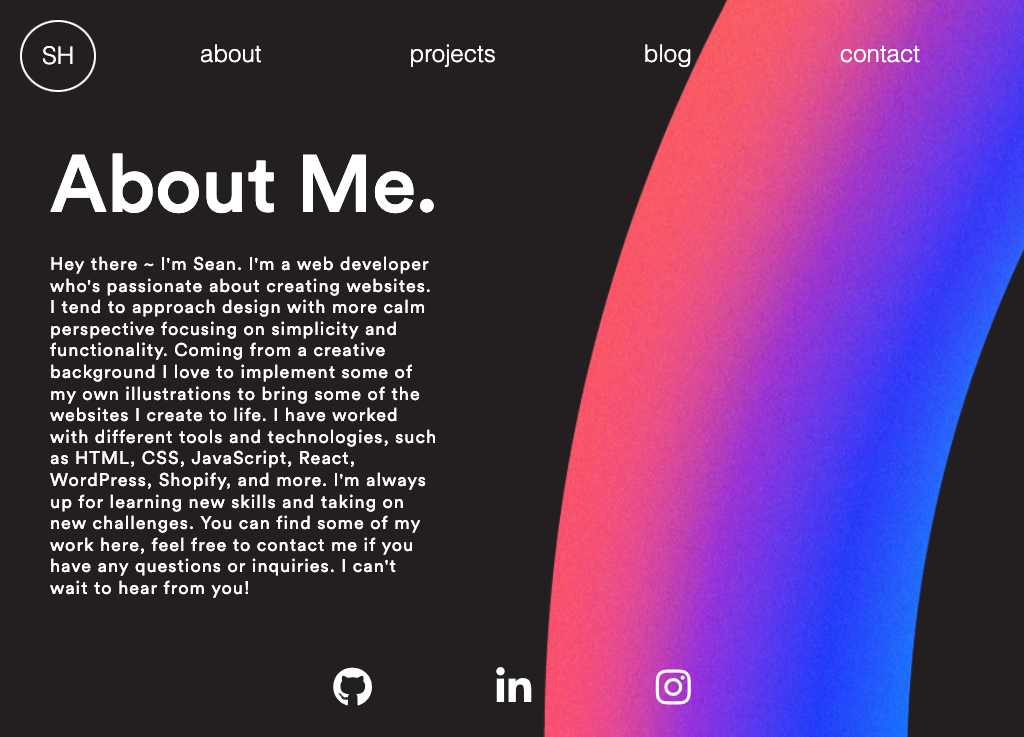 SH
about
projects
blog
contact
About Me.
Hey there ~ I'm Sean. I'm a web developer
who's passionate about creating websites.
I tend to approach design with more calm
perspective focusing on simplicity and
functionality. Coming from a creative
background I love to implement some of
my own illustrations to bring some of the
websites I create to life. I have worked
with different tools and technologies, such
as HTML, CSS, JavaScript, React,
WordPress, Shopify, and more. I'm always
up for learning new skills and taking on
new challenges. You can find some of my
work here, feel free to contact me if you
have any questions or inquiries. I can't
wait to hear from you!
in